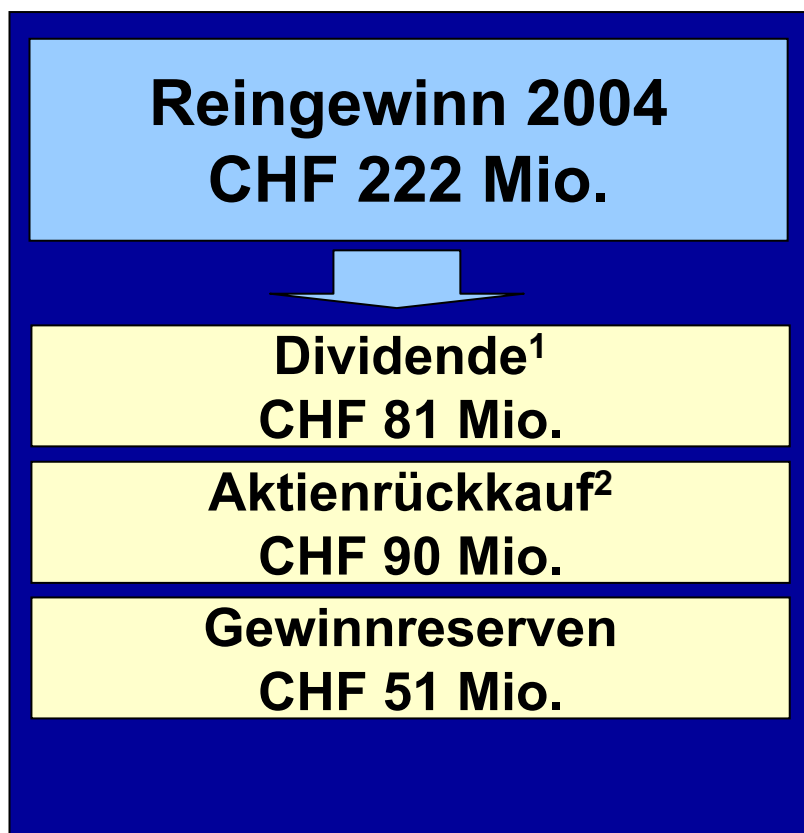 Reingewinn 2004
CHF 222 Mio.
Dividende¹
CHF 81 Mio.
Aktienrückkauf²
CHF 90 Mio.
Gewinnreserven
CHF 51 Mio.